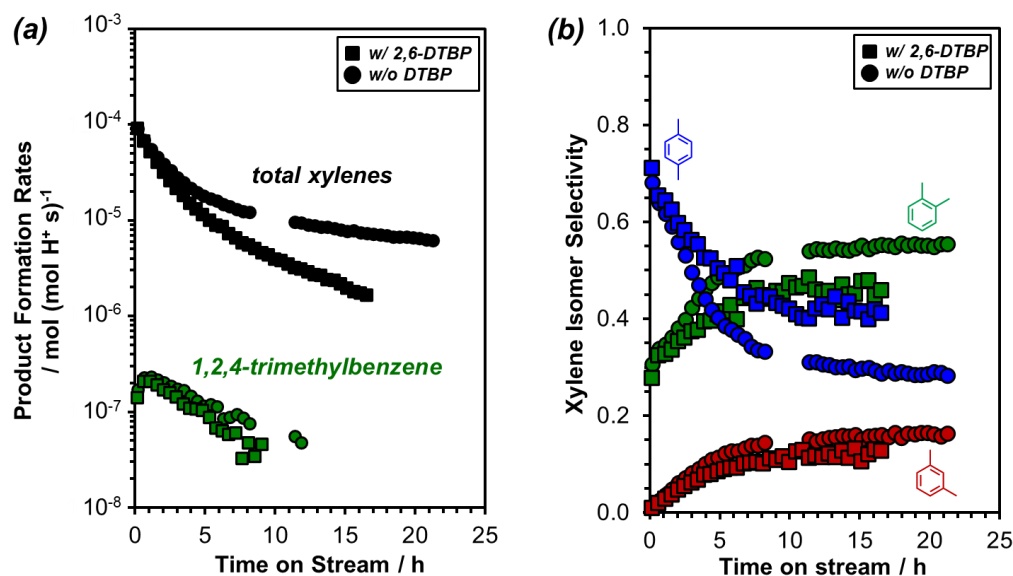 (a)
w/ 2,6-DTBP
w/o DTBP
total xylenes
1,2,4-trimethylbenzene
Product Formation Rates
/ mol (mol H⁺ s)⁻¹
10⁻³
10⁻⁴
10⁻⁵
10⁻⁶
10⁻⁷
10⁻⁸
0 5 10 15 20 25
Time on Stream / h
(b)
w/ 2,6-DTBP
w/o DTBP
Xylene Isomer Selectivity
1.0
0.8
0.6
0.4
0.2
0.0
0 5 10 15 20 25
Time on stream / h